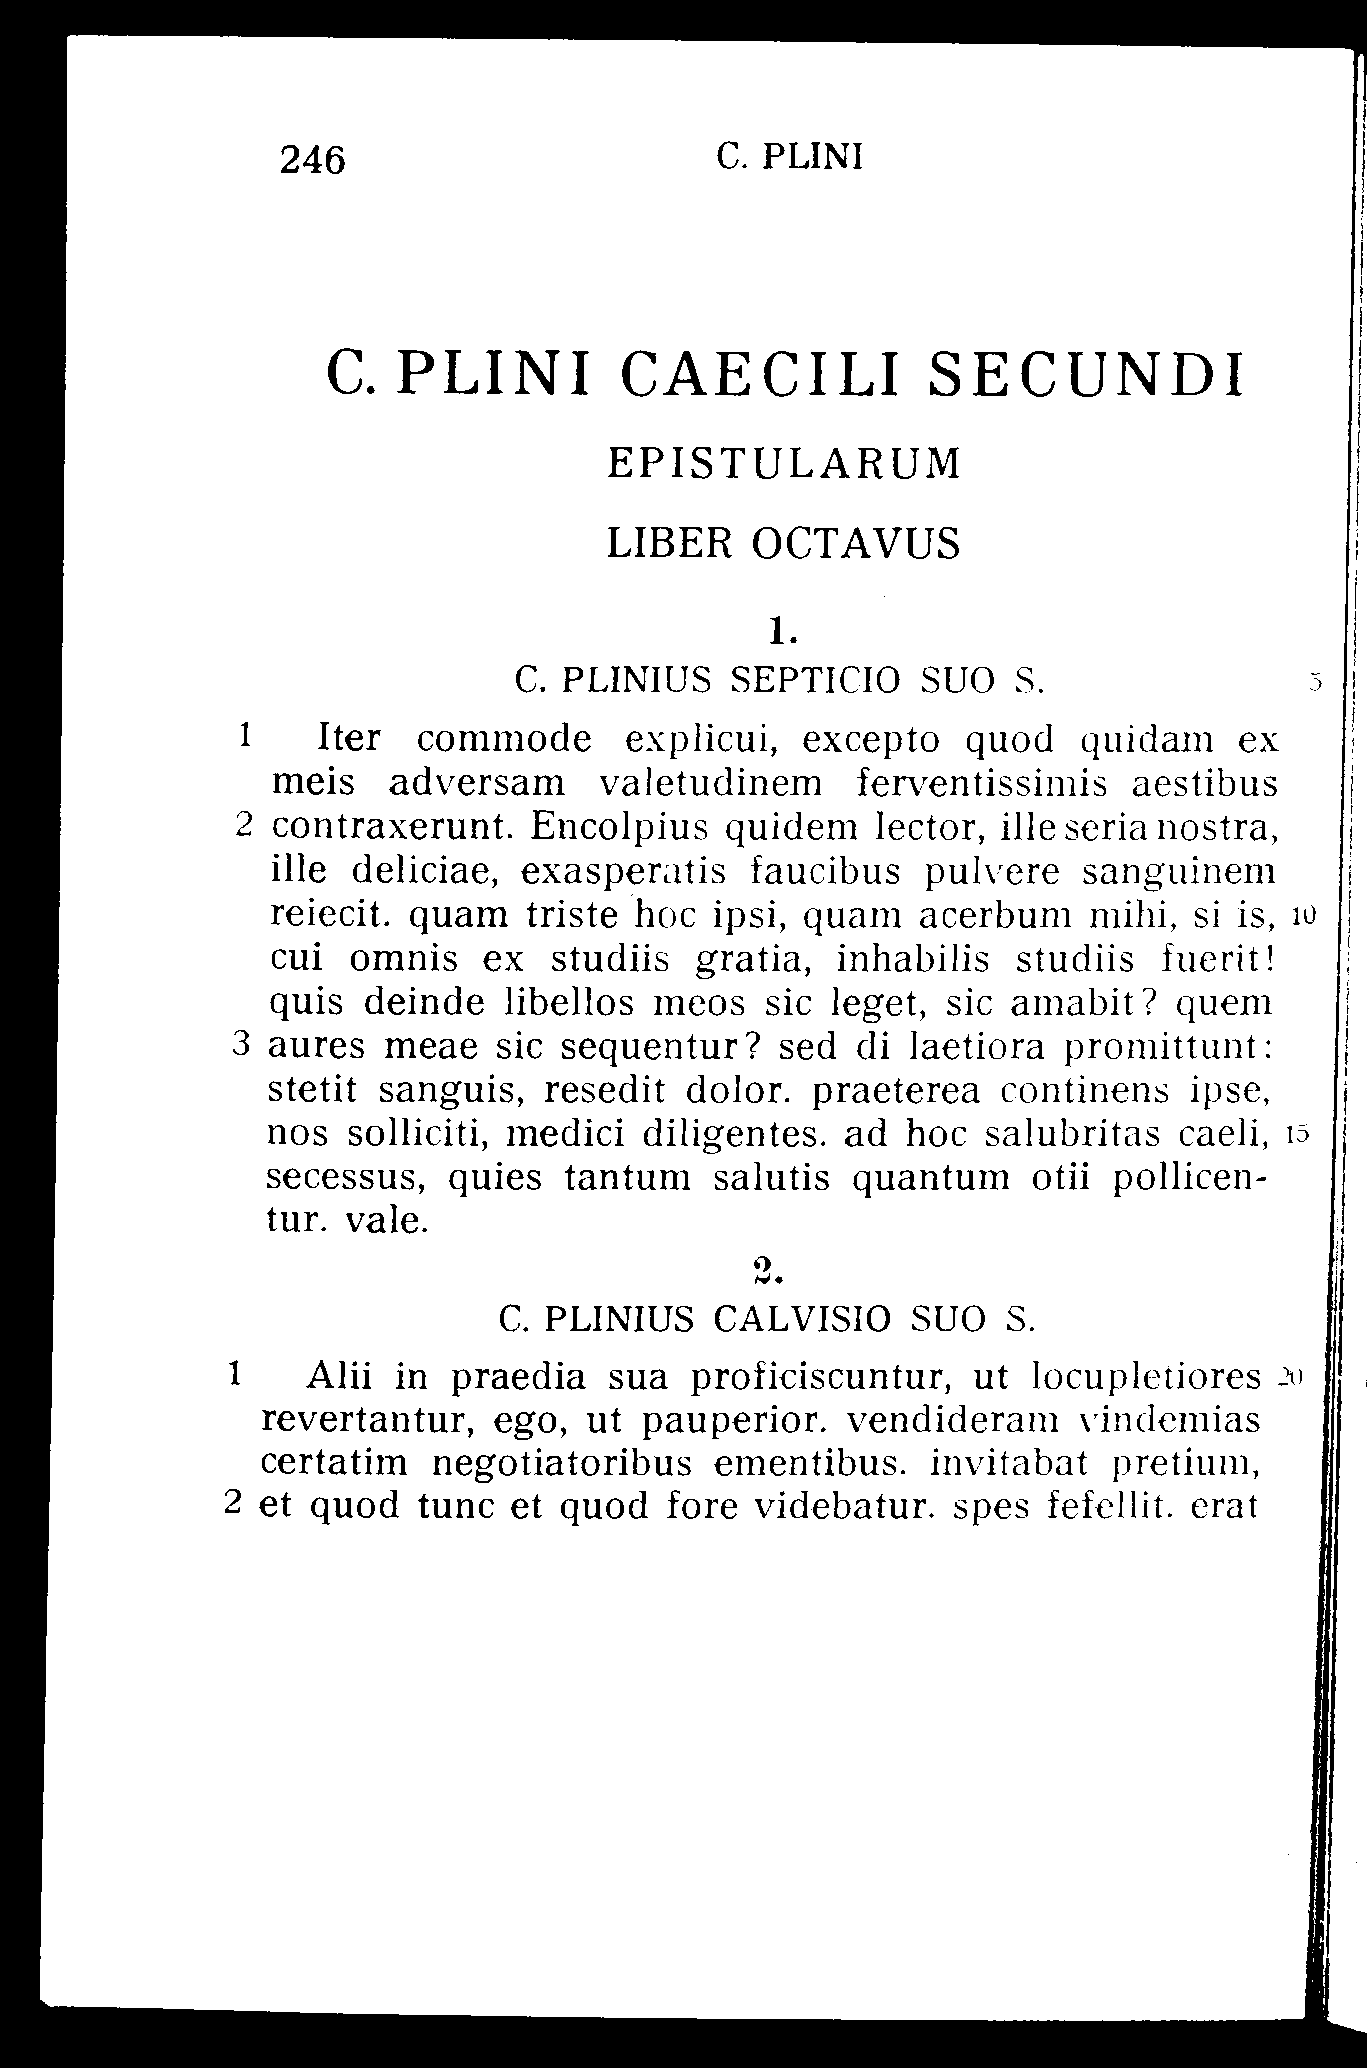 246 C. PLINI
C. PLINI CAECILI SECUNDI
EPISTULARUM
LIBER OCTAVUS
1.
C. PLINIUS SEPTICIO SUO S. 5
1 Iter commode explicui, excepto quod quidam ex
meis adversam valetudinem ferventissimis aestibus
2 contraxerunt. Encolpius quidem lector, ille seria nostra,
ille deliciae, exasperatis faucibus pulvere sanguinem
reiecit. quam triste hoc ipsi, quam acerbum mihi, si is, 10
cui omnis ex studiis gratia, inhabilis studiis fuerit!
quis deinde libellos meos sic leget, sic amabit? quem
3 aures meae sic sequentur? sed di laetiora promittunt:
stetit sanguis, resedit dolor. praeterea continens ipse,
nos solliciti, medici diligentes. ad hoc salubritas caeli, 15
secessus, quies tantum salutis quantum otii pollicen-
tur. vale.
2.
C. PLINIUS CALVISIO SUO S.
1 Alii in praedia sua proficiscuntur, ut locupletiores 20
revertantur, ego, ut pauperior. vendideram vindemias
certatim negotiatoribus ementibus. invitabat pretium,
2 et quod tunc et quod fore videbatur. spes fefellit. erat